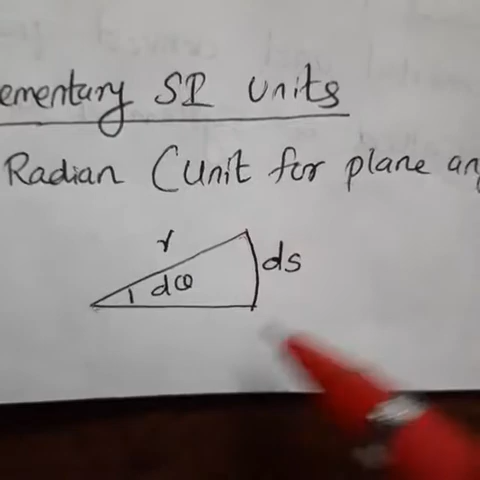 ementary SI units
Radian (Unit for plane an
r
dθ
ds